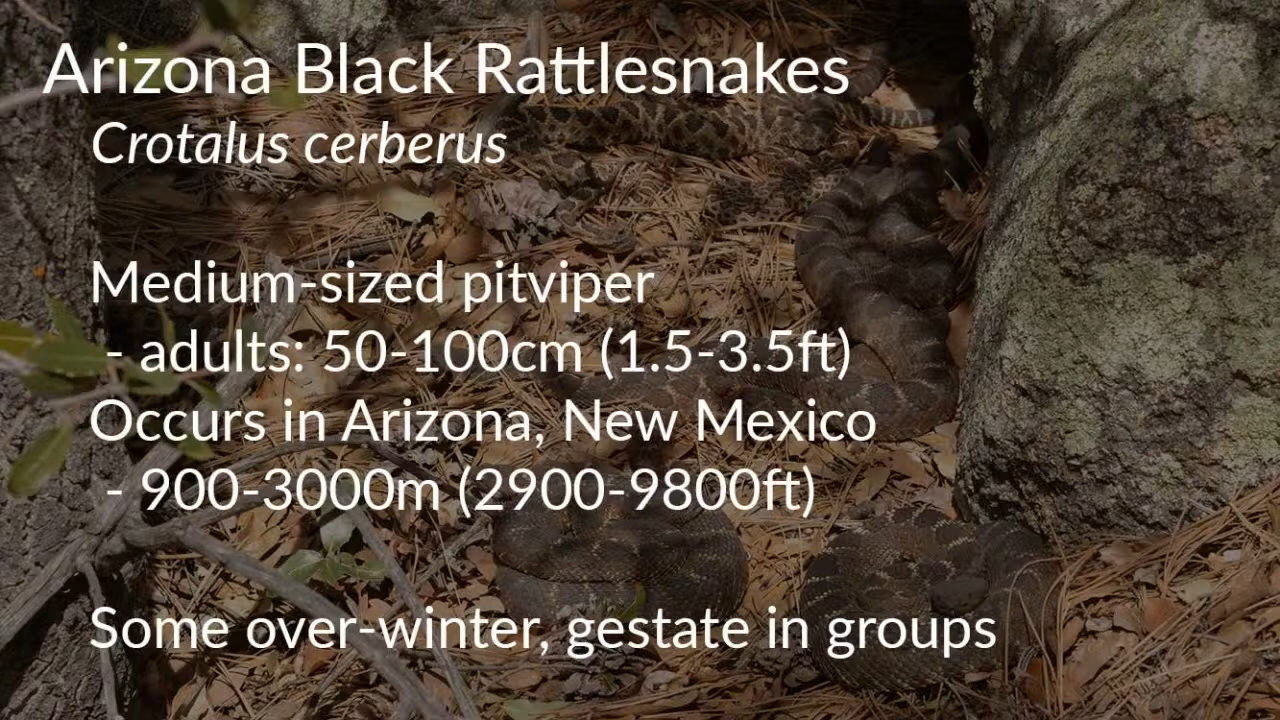 Arizona Black Rattlesnakes
Crotalus cerberus
Medium-sized pitviper
- adults: 50-100cm (1.5-3.5ft)
Occurs in Arizona, New Mexico
- 900-3000m (2900-9800ft)
Some over-winter, gestate in groups